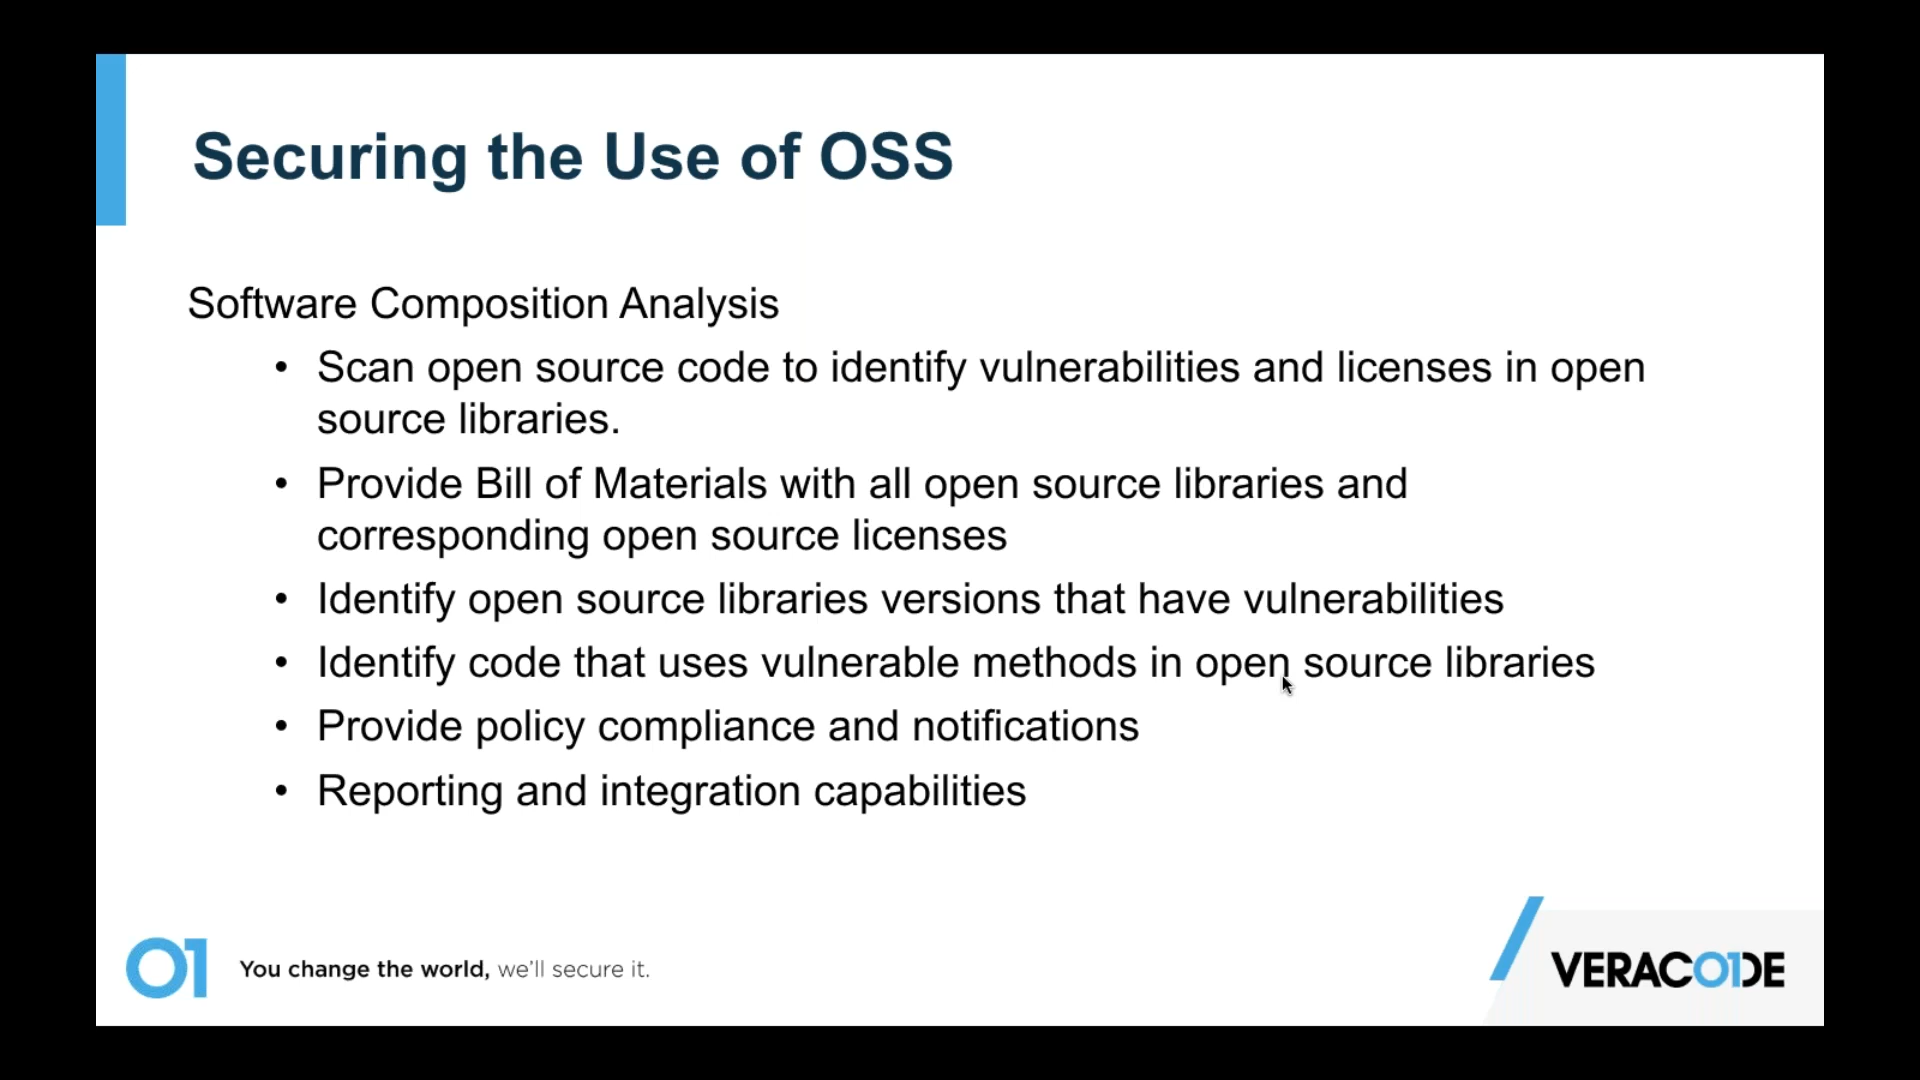 Securing the Use of OSS
Software Composition Analysis
• Scan open source code to identify vulnerabilities and licenses in open
source libraries.
• Provide Bill of Materials with all open source libraries and
corresponding open source licenses
• Identify open source libraries versions that have vulnerabilities
• Identify code that uses vulnerable methods in open source libraries
• Provide policy compliance and notifications
• Reporting and integration capabilities
01 You change the world, we'll secure it.
VERACODE